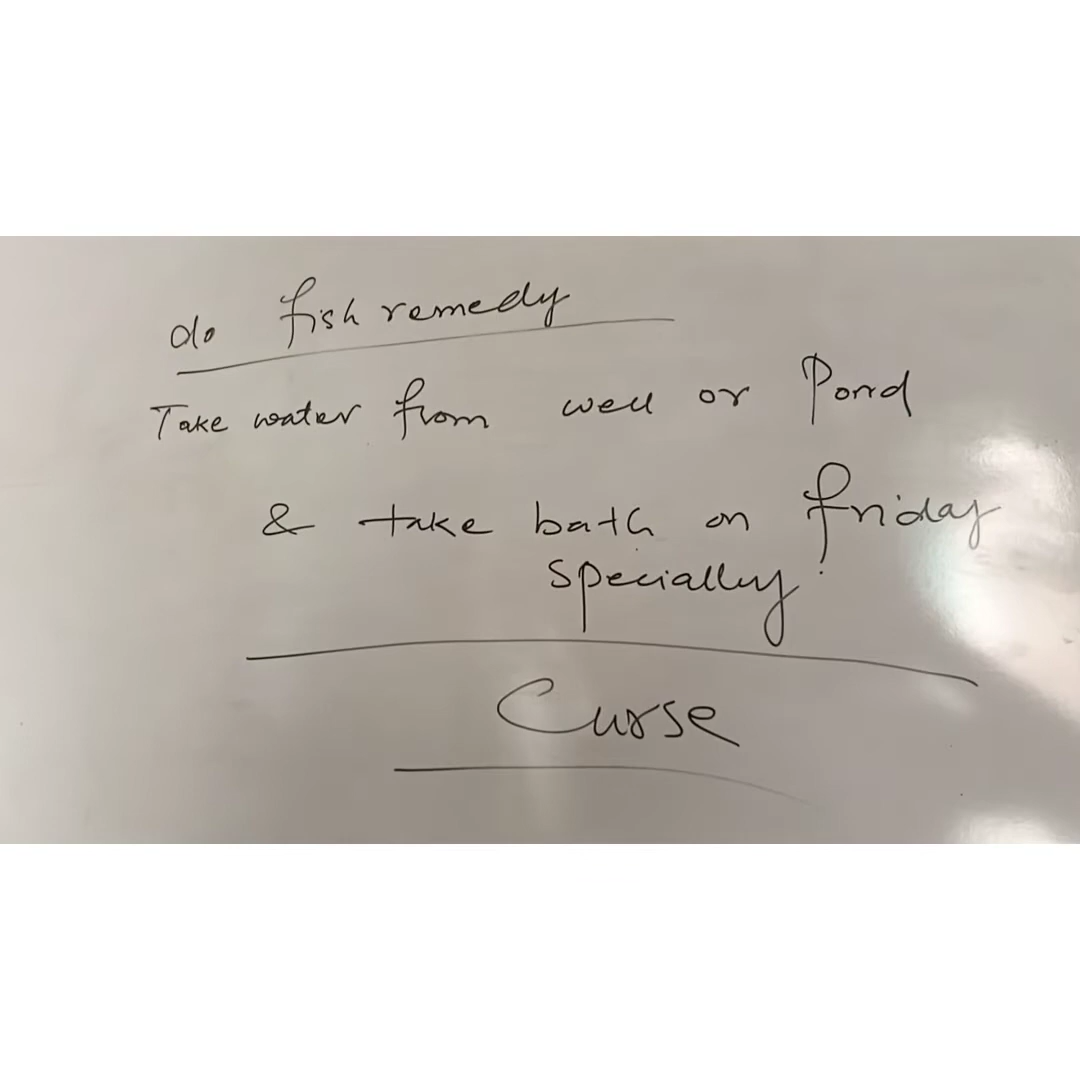 do fish remedy
Take water from well or Pond
& take bath on friday
specially
Curse